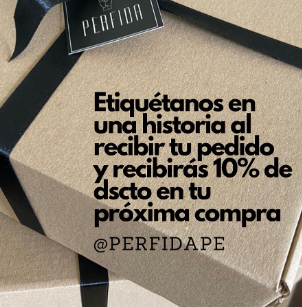 PERFIDA
Etiquétanos en
una historia al
recibir tu pedido
y recibirás 10% de
dscto en tu
próxima compra
@PERFIDAPE